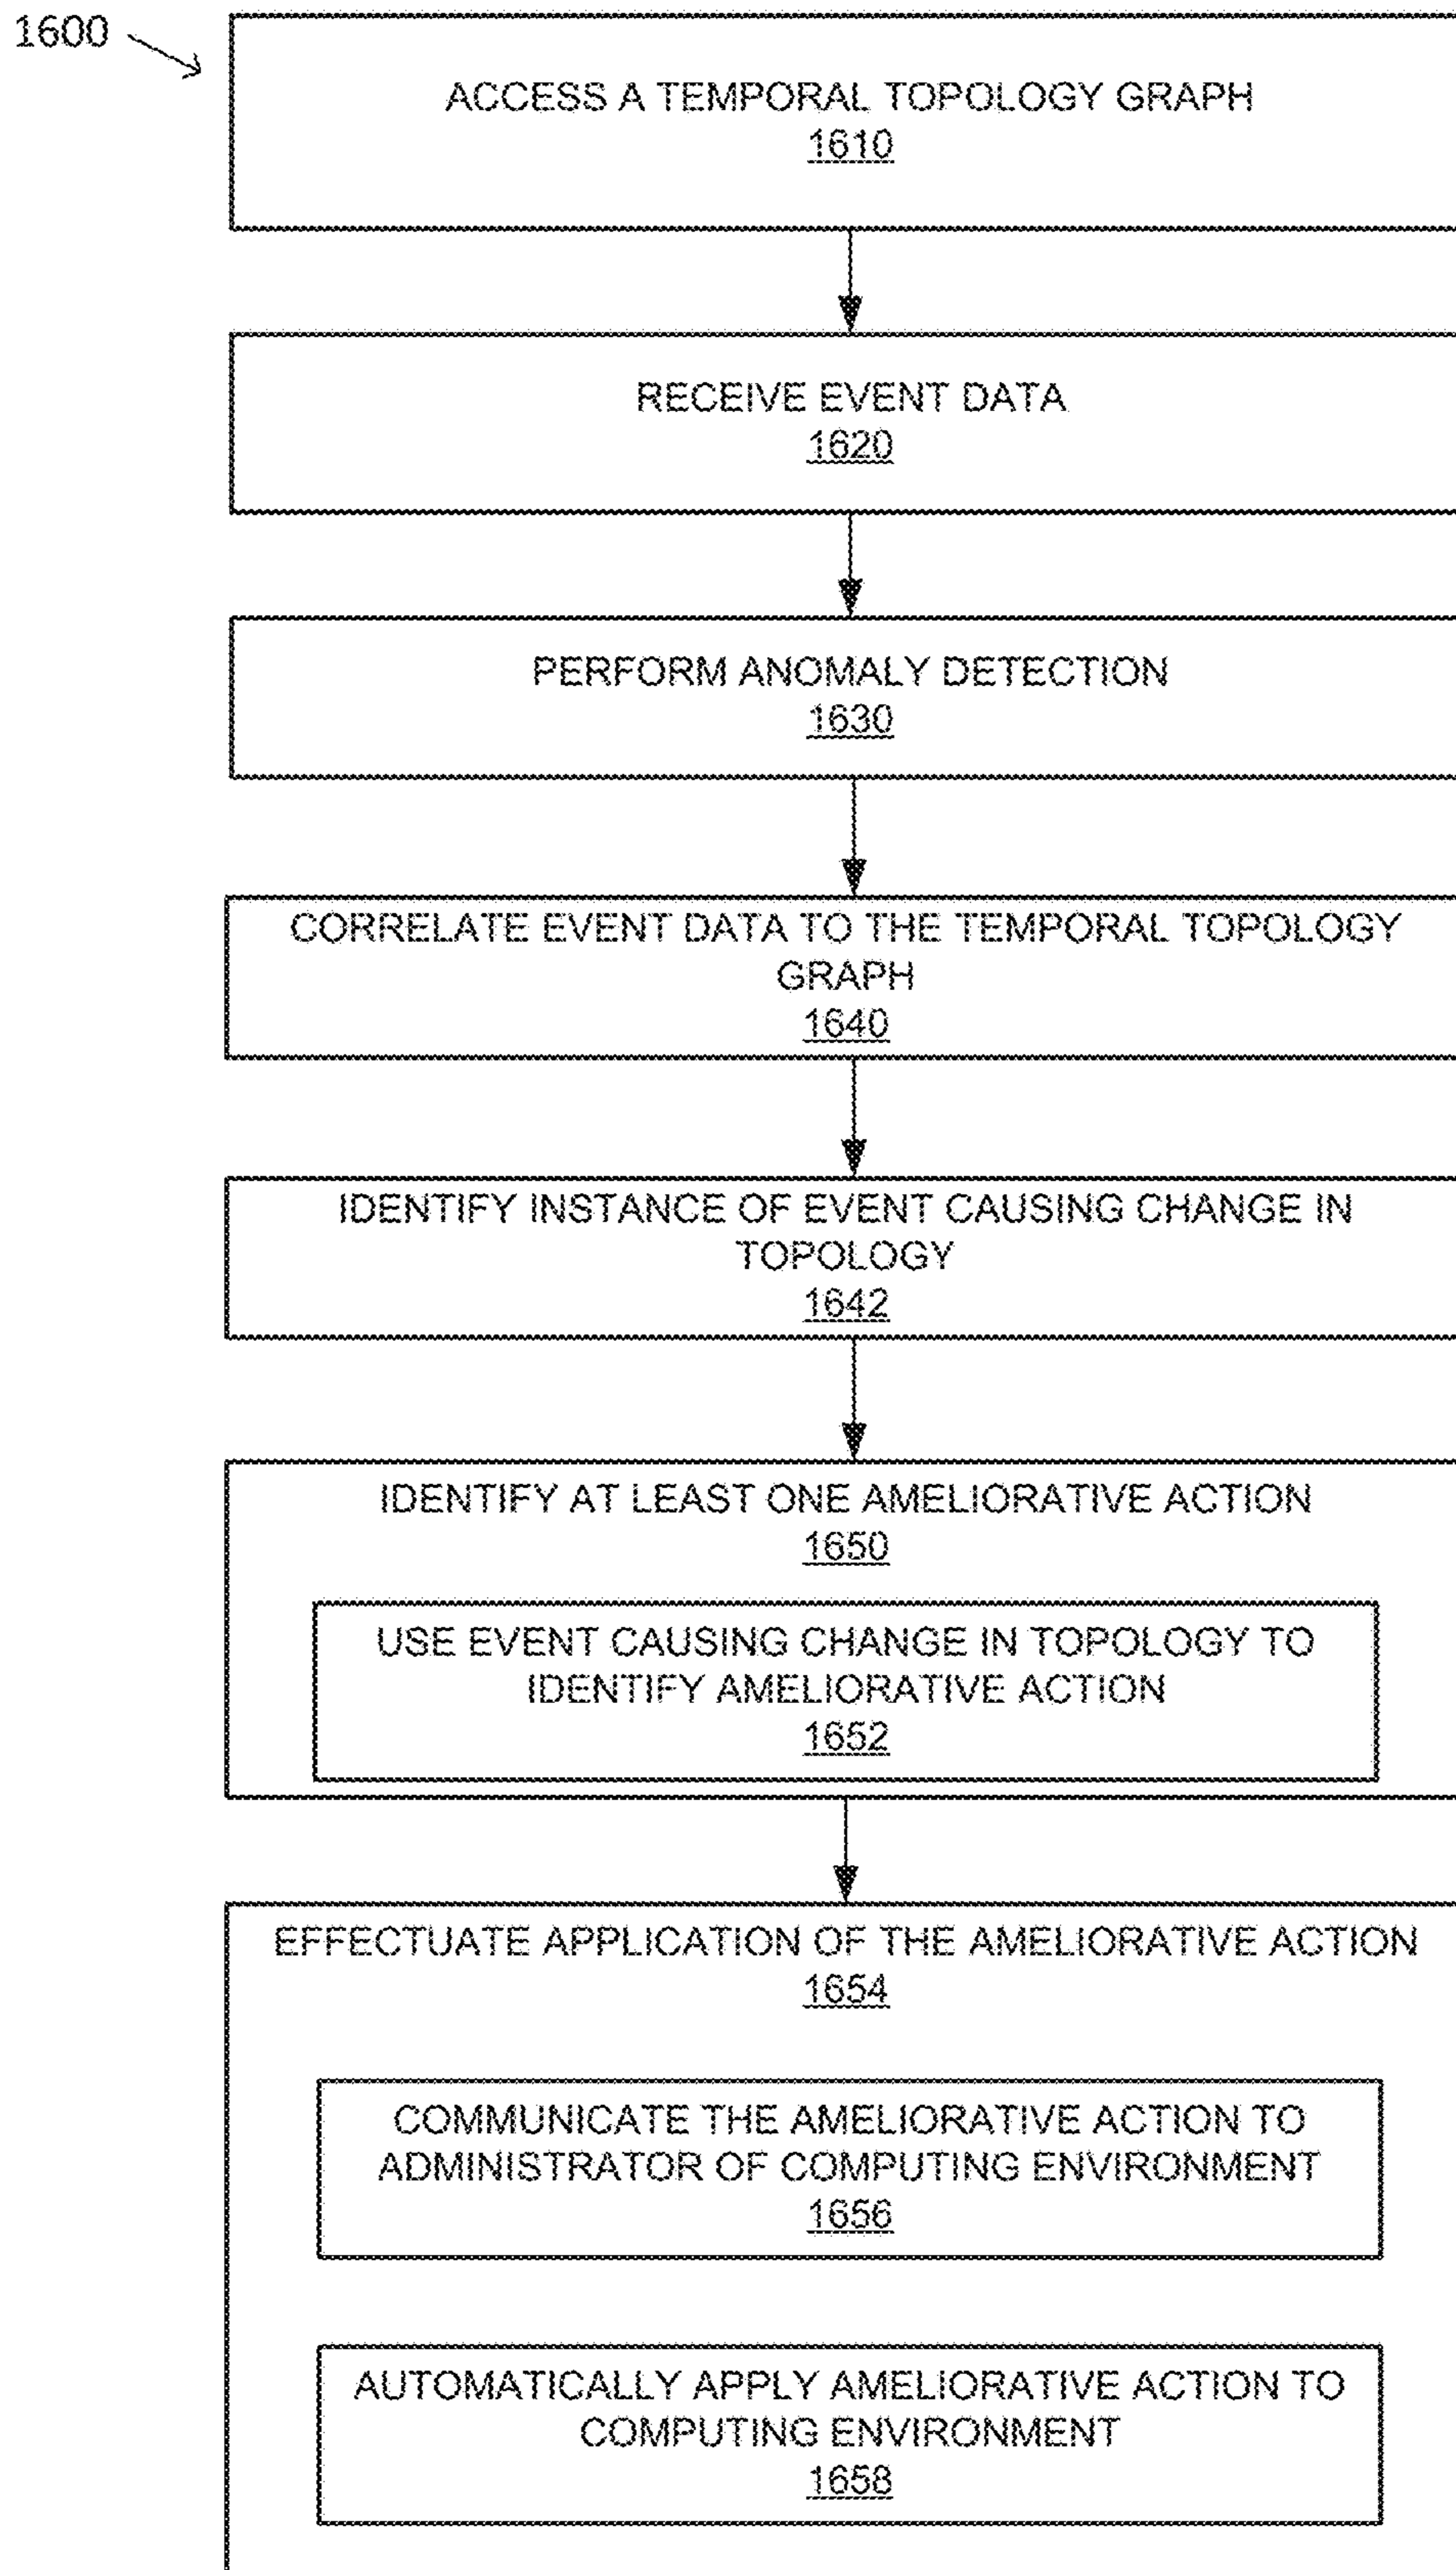 1600
ACCESS A TEMPORAL TOPOLOGY GRAPH
1610
RECEIVE EVENT DATA
1620
PERFORM ANOMALY DETECTION
1630
CORRELATE EVENT DATA TO THE TEMPORAL TOPOLOGY
GRAPH
1640
IDENTIFY INSTANCE OF EVENT CAUSING CHANGE IN
TOPOLOGY
1642
IDENTIFY AT LEAST ONE AMELIORATIVE ACTION
1650
USE EVENT CAUSING CHANGE IN TOPOLOGY TO
IDENTIFY AMELIORATIVE ACTION
1652
EFFECTUATE APPLICATION OF THE AMELIORATIVE ACTION
1654
COMMUNICATE THE AMELIORATIVE ACTION TO
ADMINISTRATOR OF COMPUTING ENVIRONMENT
1656
AUTOMATICALLY APPLY AMELIORATIVE ACTION TO
COMPUTING ENVIRONMENT
1658